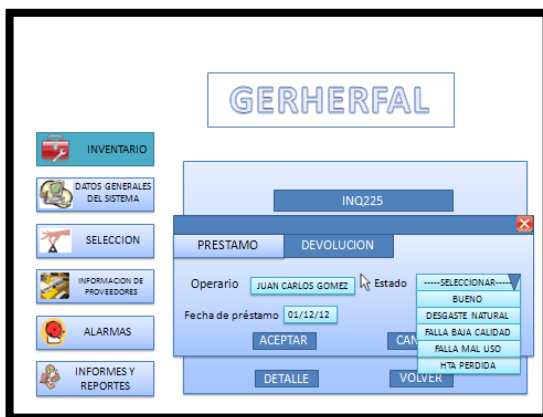 GERHERFAL
INVENTARIO
DATOS GENERALES
DEL SISTEMA
SELECCION
INFORMACION DE
PROVEEDORES
ALARMAS
INFORMES Y
REPORTES
INQ225
PRESTAMO
DEVOLUCION
Operario
JUAN CARLOS GOMEZ
Estado
-----SELECCIONAR-----
BUENO
DESGASTE NATURAL
FALLA BAJA CALIDAD
FALLA MAL USO
HTA PERDIDA
Fecha de préstamo
01/12/12
ACEPTAR
CAN
DETALLE
VOLVER